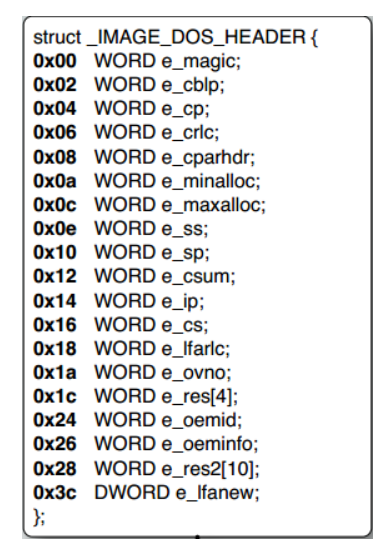 struct _IMAGE_DOS_HEADER {
0x00 WORD e_magic;
0x02 WORD e_cblp;
0x04 WORD e_cp;
0x06 WORD e_crlc;
0x08 WORD e_cparhdr;
0x0a WORD e_minalloc;
0x0c WORD e_maxalloc;
0x0e WORD e_ss;
0x10 WORD e_sp;
0x12 WORD e_csum;
0x14 WORD e_ip;
0x16 WORD e_cs;
0x18 WORD e_lfarlc;
0x1a WORD e_ovno;
0x1c WORD e_res[4];
0x24 WORD e_oemid;
0x26 WORD e_oeminfo;
0x28 WORD e_res2[10];
0x3c DWORD e_lfanew;
};